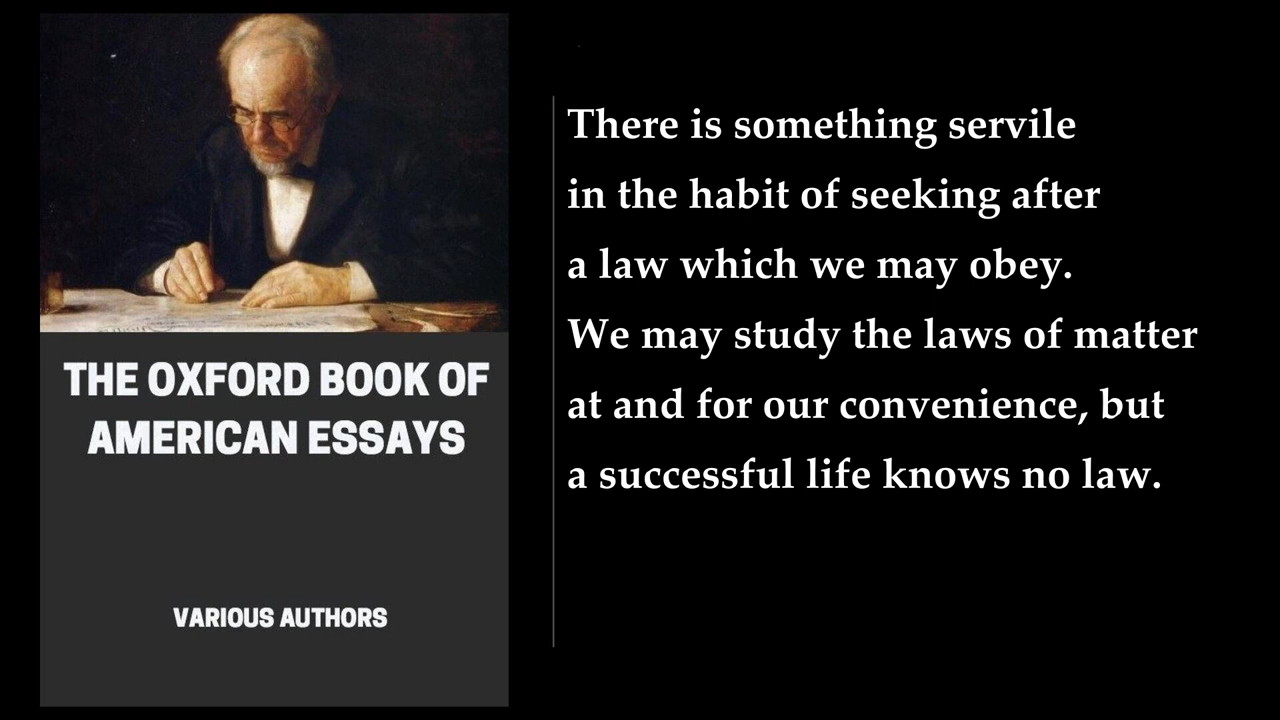 THE OXFORD BOOK OF
AMERICAN ESSAYS
VARIOUS AUTHORS
There is something servile
in the habit of seeking after
a law which we may obey.
We may study the laws of matter
at and for our convenience, but
a successful life knows no law.